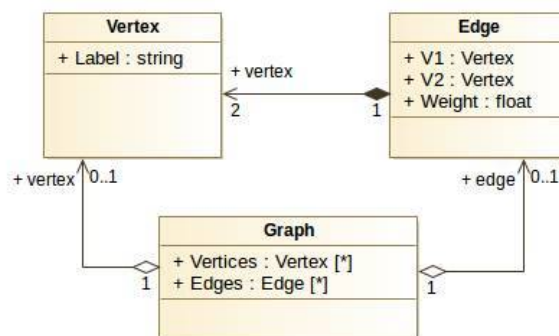 Vertex
+ Label : string
Edge
+ V1 : Vertex
+ V2 : Vertex
+ Weight : float
+ vertex
2
1
+ vertex
0..1
+ edge
0..1
Graph
+ Vertices : Vertex [*]
+ Edges : Edge [*]
1
1